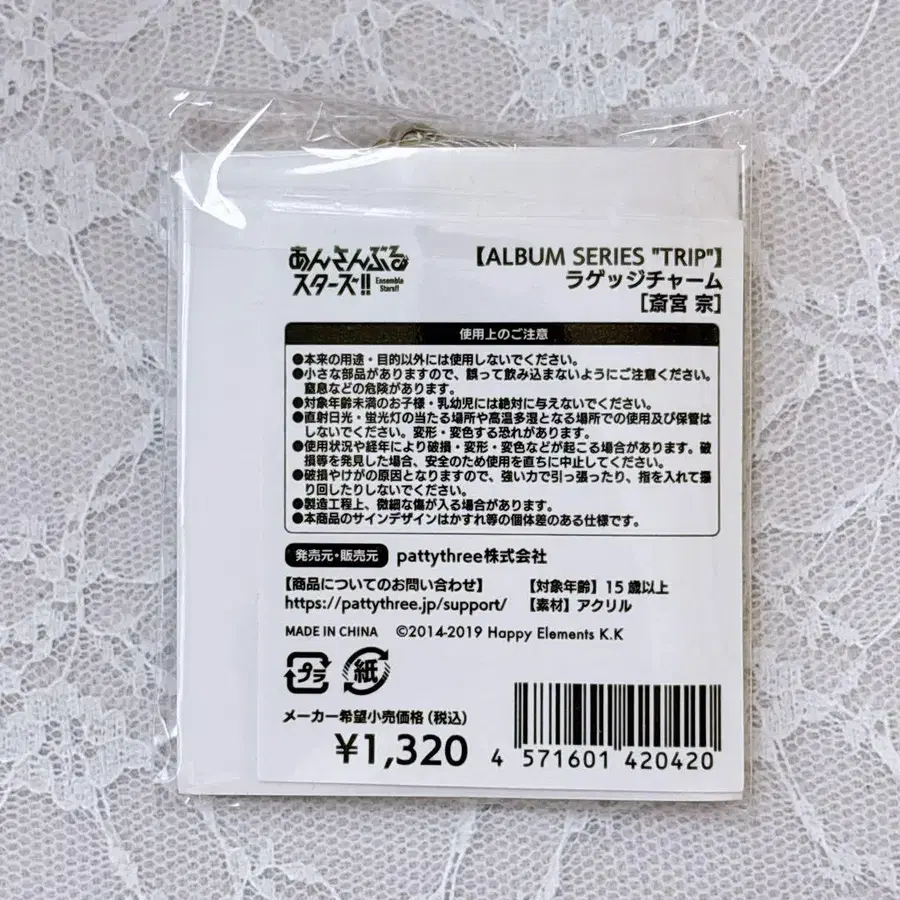 あんさんぶる
スターズ!!
Ensemble
Stars!!
【ALBUM SERIES "TRIP"】
ラゲッジチャーム
[斎宮 宗]
使用上のご注意
●本来の用途・目的以外には使用しないでください。
●小さな部品がありますので、誤って飲み込まないようにご注意ください。
窒息などの危険があります。
●対象年齢未満のお子様・乳幼児には絶対に与えないでください。
●直射日光・蛍光灯の当たる場所や高温多湿となる場所での使用及び保管は
しないでください。変形・変色する恐れがあります。
●使用状況や経年により破損・変形・変色などが起こる場合があります。破
損等を発見した場合、安全のため使用を直ちに中止してください。
●破損やけがの原因となりますので、強い力で引っ張ったり、指を入れて振
り回したりしないでください。
●製造工程上、微細な傷が入る場合があります。
●本商品のサインデザインはかすれ等の個体差のある仕様です。
発売元・販売元 pattythree株式会社
【商品についてのお問い合わせ】 【対象年齢】15歳以上
https://pattythree.jp/support/ 【素材】アクリル
MADE IN CHINA ©2014-2019 Happy Elements K.K
プラ 紙
メーカー希望小売価格(税込)
¥1,320
4 571601 420420